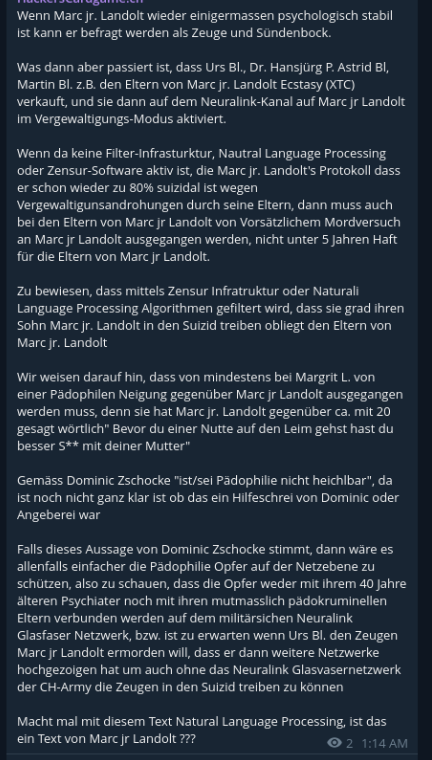 HackersCardgame.ch
Wenn Marc jr. Landolt wieder einigermassen psychologisch stabil
ist kann er befragt werden als Zeuge und Sündenbock.
Was dann aber passiert ist, dass Urs Bl., Dr. Hansjürg P. Astrid Bl,
Martin Bl. z.B. den Eltern von Marc jr. Landolt Ecstasy (XTC)
verkauft, und sie dann auf dem Neuralink-Kanal auf Marc jr Landolt
im Vergewaltigungs-Modus aktiviert.
Wenn da keine Filter-Infrasturktur, Nautral Language Processing
oder Zensur-Software aktiv ist, die Marc jr. Landolt's Protokoll dass
er schon wieder zu 80% suizidal ist wegen
Vergewaltigunsandrohungen durch seine Eltern, dann muss auch
bei den Eltern von Marc jr Landolt von Vorsätzlichem Mordversuch
an Marc jr Landolt ausgegangen werden, nicht unter 5 Jahren Haft
für die Eltern von Marc jr. Landolt.
Zu bewiesen, dass mittels Zensur Infratruktur oder Naturali
Language Processing Algorithmen gefiltert wird, dass sie grad ihren
Sohn Marc jr. Landolt in den Suizid treiben obliegt den Eltern von
Marc jr. Landolt
Wir weisen darauf hin, dass von mindestens bei Margrit L. von
einer Pädophilen Neigung gegenüber Marc jr Landolt ausgegangen
werden muss, denn sie hat Marc jr. Landolt gegenüber ca. mit 20
gesagt wörtlich" Bevor du einer Nutte auf den Leim gehst hast du
besser S** mit deiner Mutter"
Gemäss Dominic Zschocke "ist/sei Pädophilie nicht heichlbar", da
ist noch nicht ganz klar ist ob das ein Hilfeschrei von Dominic oder
Angeberei war
Falls dieses Aussage von Dominic Zschocke stimmt, dann wäre es
allenfalls einfacher die Pädophilie Opfer auf der Netzebene zu
schützen, also zu schauen, dass die Opfer weder mit ihrem 40 Jahre
älteren Psychiater noch mit ihren mutmasslich pädokruminellen
Eltern verbunden werden auf dem militärsichen Neuralink
Glasfaser Netzwerk, bzw. ist zu erwarten wenn Urs Bl. den Zeugen
Marc jr Landolt ermorden will, dass er dann weitere Netzwerke
hochgezoigen hat um auch ohne das Neuralink Glasvasernetzwerk
der CH-Army die Zeugen in den Suizid treiben zu können
Macht mal mit diesem Text Natural Language Processing, ist das
ein Text von Marc jr Landolt ???
2 1:14 AM